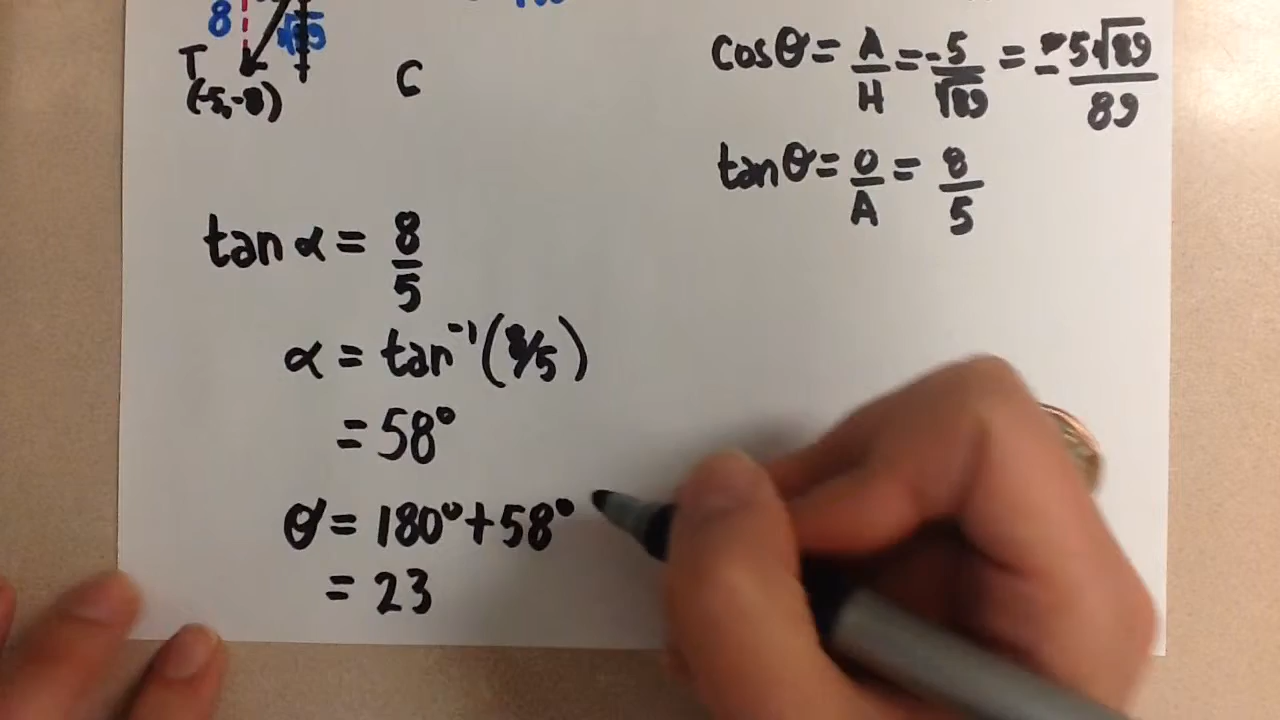 8
√89
T
(-5,-8)
C
cosθ = A/H = -5/√89 = -5√89/89
tanθ = O/A = 8/5
tan α = 8/5
α = tan⁻¹(8/5)
= 58°
θ = 180° + 58°
= 23